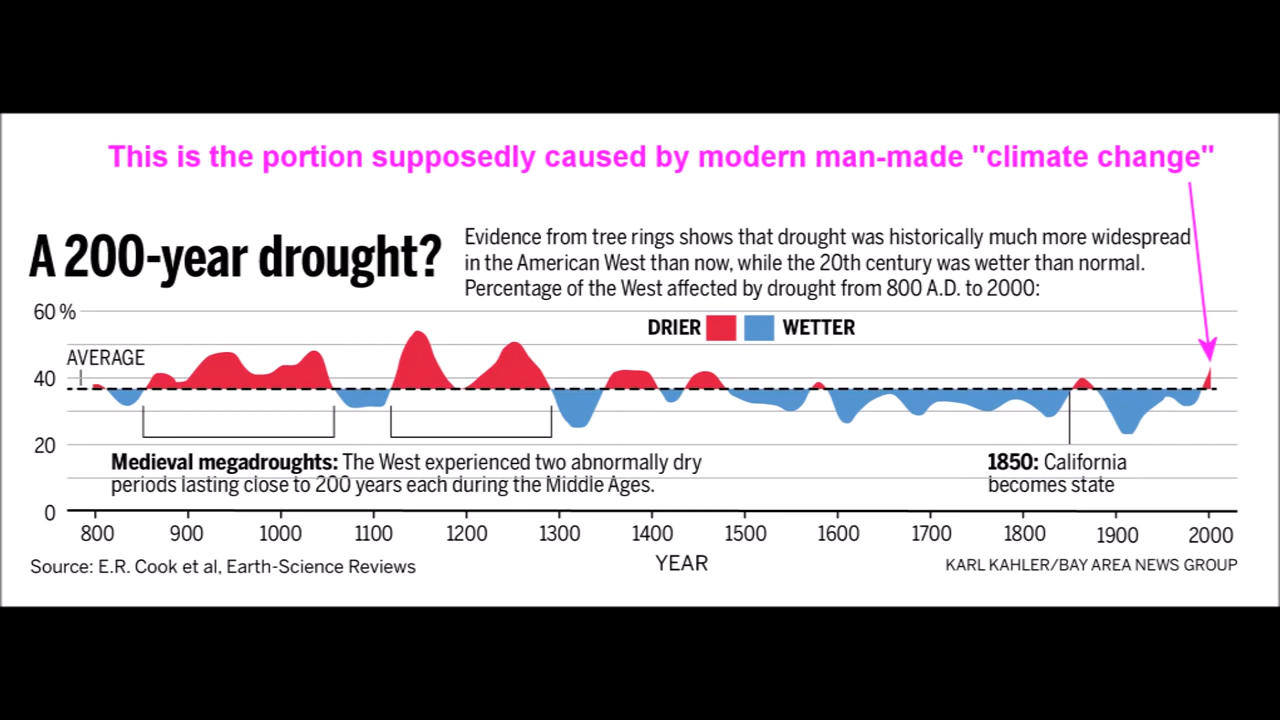 This is the portion supposedly caused by modern man-made "climate change"
A 200-year drought?
Evidence from tree rings shows that drought was historically much more widespread
in the American West than now, while the 20th century was wetter than normal.
Percentage of the West affected by drought from 800 A.D. to 2000:
60 %
DRIER
WETTER
AVERAGE
40
20
Medieval megadroughts: The West experienced two abnormally dry
periods lasting close to 200 years each during the Middle Ages.
1850: California
becomes state
0
800 900 1000 1100 1200 1300 1400 1500 1600 1700 1800 1900 2000
YEAR
Source: E.R. Cook et al, Earth-Science Reviews
KARL KAHLER/BAY AREA NEWS GROUP